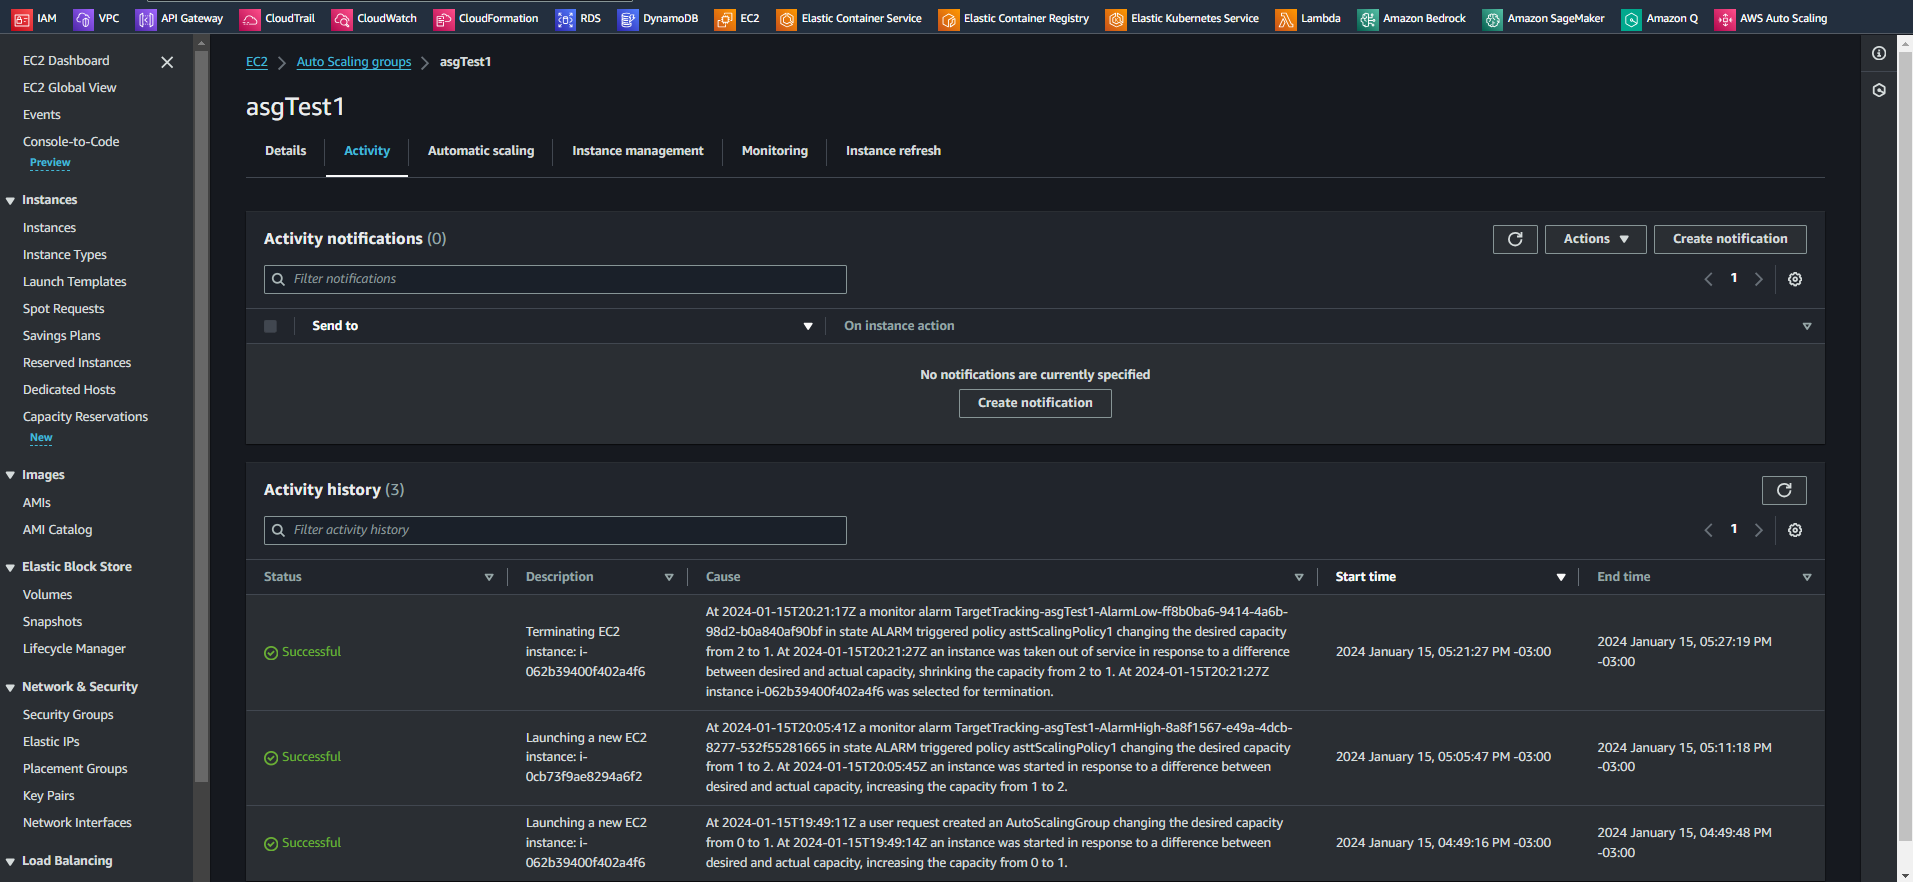 IAM VPC API Gateway CloudTrail CloudWatch CloudFormation RDS DynamoDB EC2 Elastic Container Service Elastic Container Registry Elastic Kubernetes Service Lambda Amazon Bedrock Amazon SageMaker Amazon Q AWS Auto Scaling
EC2 Dashboard
EC2 Global View
Events
Console-to-Code
Preview
Instances
Instances
Instance Types
Launch Templates
Spot Requests
Savings Plans
Reserved Instances
Dedicated Hosts
Capacity Reservations
New
Images
AMIs
AMI Catalog
Elastic Block Store
Volumes
Snapshots
Lifecycle Manager
Network & Security
Security Groups
Elastic IPs
Placement Groups
Key Pairs
Network Interfaces
Load Balancing
EC2 > Auto Scaling groups > asgTest1
asgTest1
Details Activity Automatic scaling Instance management Monitoring Instance refresh
Activity notifications (0)
Actions Create notification
Filter notifications
1
Send to On instance action
No notifications are currently specified
Create notification
Activity history (3)
Filter activity history
1
Status Description Cause Start time End time
Successful
Terminating EC2
instance: i-
062b39400f402a4f6
At 2024-01-15T20:21:17Z a monitor alarm TargetTracking-asgTest1-AlarmLow-ff8b0ba6-9414-4a6b-
98d2-b0a840af90bf in state ALARM triggered policy asttScalingPolicy1 changing the desired capacity
from 2 to 1. At 2024-01-15T20:21:27Z an instance was taken out of service in response to a difference
between desired and actual capacity, shrinking the capacity from 2 to 1. At 2024-01-15T20:21:27Z
instance i-062b39400f402a4f6 was selected for termination.
2024 January 15, 05:21:27 PM -03:00
2024 January 15, 05:27:19 PM
-03:00
Successful
Launching a new EC2
instance: i-
0cb73f9ae8294a6f2
At 2024-01-15T20:05:41Z a monitor alarm TargetTracking-asgTest1-AlarmHigh-8a8f1567-e49a-4dcb-
8277-532f55281665 in state ALARM triggered policy asttScalingPolicy1 changing the desired capacity
from 1 to 2. At 2024-01-15T20:05:45Z an instance was started in response to a difference between
desired and actual capacity, increasing the capacity from 1 to 2.
2024 January 15, 05:05:47 PM -03:00
2024 January 15, 05:11:18 PM
-03:00
Successful
Launching a new EC2
instance: i-
062b39400f402a4f6
At 2024-01-15T19:49:11Z a user request created an AutoScalingGroup changing the desired capacity
from 0 to 1. At 2024-01-15T19:49:14Z an instance was started in response to a difference between
desired and actual capacity, increasing the capacity from 0 to 1.
2024 January 15, 04:49:16 PM -03:00
2024 January 15, 04:49:48 PM
-03:00